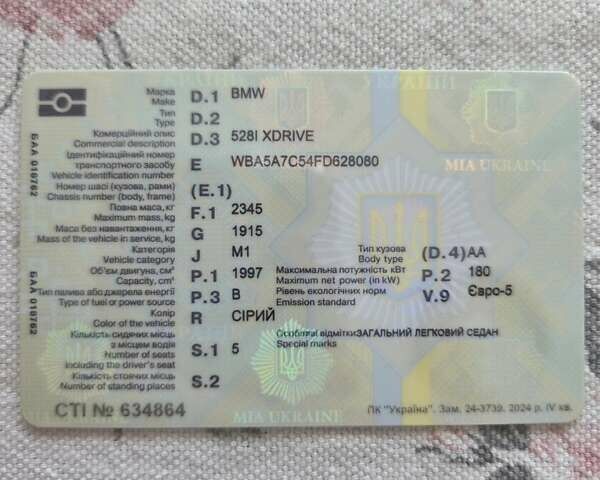 УКРАЇНИ
Марка
Make D.1 BMW
Тип
Type D.2
Комерційний опис
Commercial description D.3 528I XDRIVE
Ідентифікаційний номер
транспортного засобу
Vehicle identification number E WBA5A7C54FD628080
MIA UKRAINE
Номер шасі (кузова, рами)
Chassis number (body, frame) (E.1)
Повна маса, кг
Maximum mass, kg F.1 2345
Маса без навантаження, кг
Mass of the vehicle in service, kg G 1915
Категорія
Vehicle category J M1
Тип кузова
Body type (D.4) AA
Об'єм двигуна, см³
Capacity, cm³ P.1 1997
Максимальна потужність кВт
Maximum net power (in kW) P.2 180
Тип палива або джерела енергії
Type of fuel or power source P.3 B
Рівень екологічних норм
Emission standard V.9 Євро-5
Колір
Color of the vehicle R СІРИЙ
Кількість сидячих місць
з місцем водія
Number of seats
including the driver's seat S.1 5
Особливі відмітки ЗАГАЛЬНИЙ ЛЕГКОВИЙ СЕДАН
Special marks
Кількість стоячих місць
Number of standing places S.2
СТІ № 634864
MIA UKRAINE
ПК "Україна". Зам. 24-3739. 2024 р. IV кв.
БАА 018762
БАА 018762